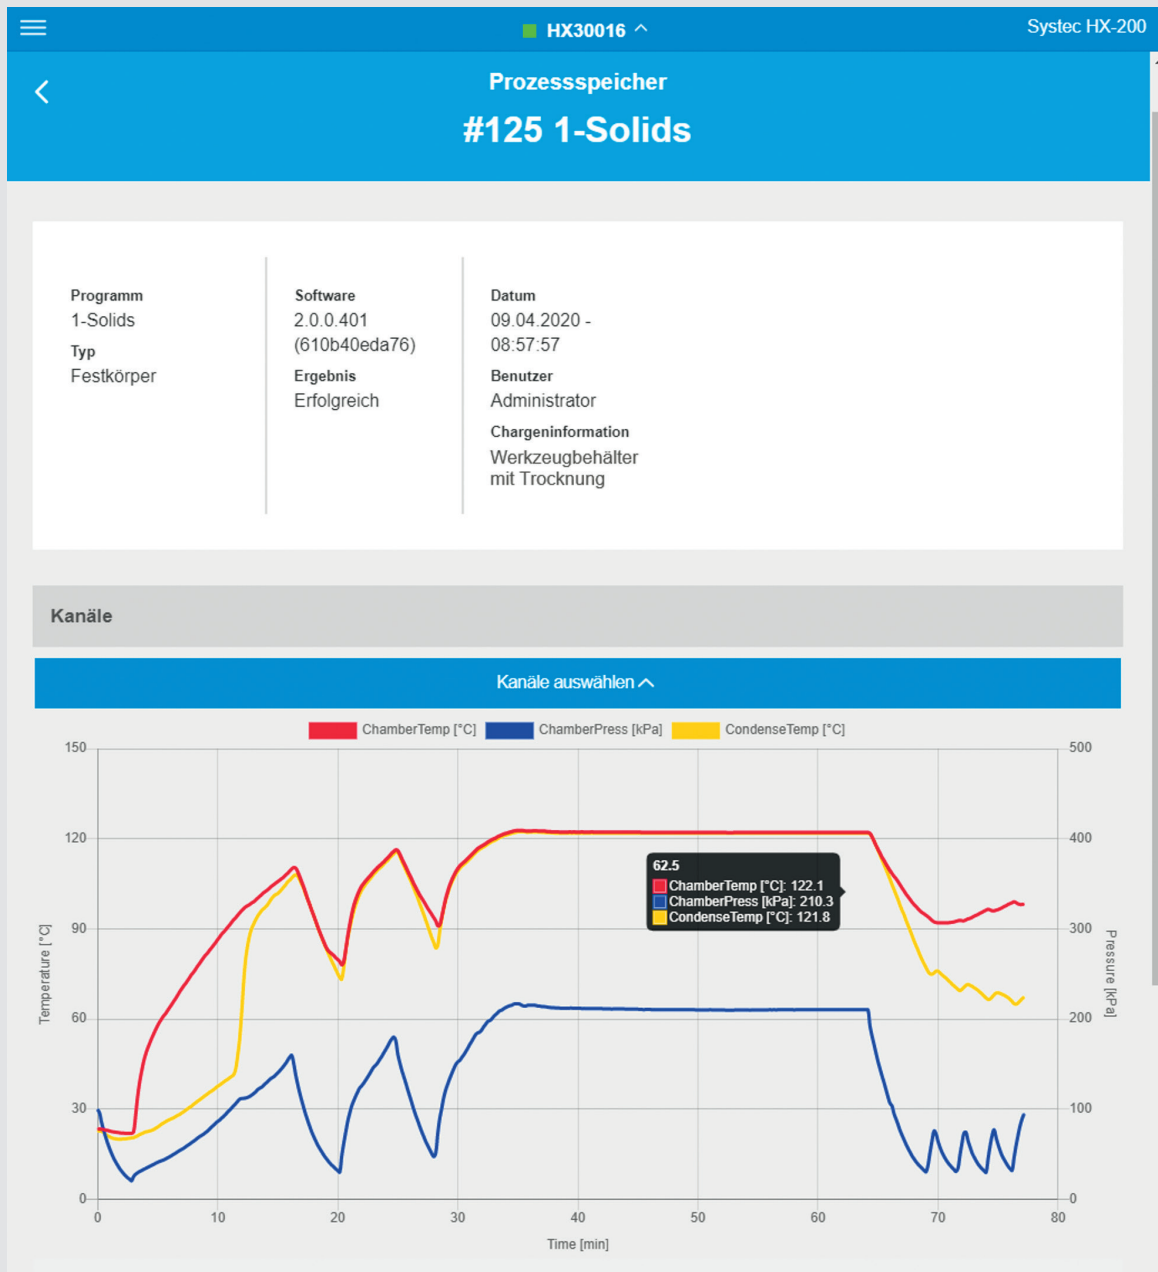 HX30016
Systec HX-200
Prozessspeicher
#125 1-Solids
Programm
1-Solids
Typ
Festkörper
Software
2.0.0.401
(610b40eda76)
Ergebnis
Erfolgreich
Datum
09.04.2020 -
08:57:57
Benutzer
Administrator
Chargeninformation
Werkzeugbehälter
mit Trocknung
Kanäle
Kanäle auswählen
ChamberTemp [°C] ChamberPress [kPa] CondenseTemp [°C]
150
120
90
60
30
0
Temperature [°C]
500
400
300
200
100
0
Pressure [kPa]
62.5
ChamberTemp [°C]: 122.1
ChamberPress [kPa]: 210.3
CondenseTemp [°C]: 121.8
0 10 20 30 40 50 60 70 80
Time [min]